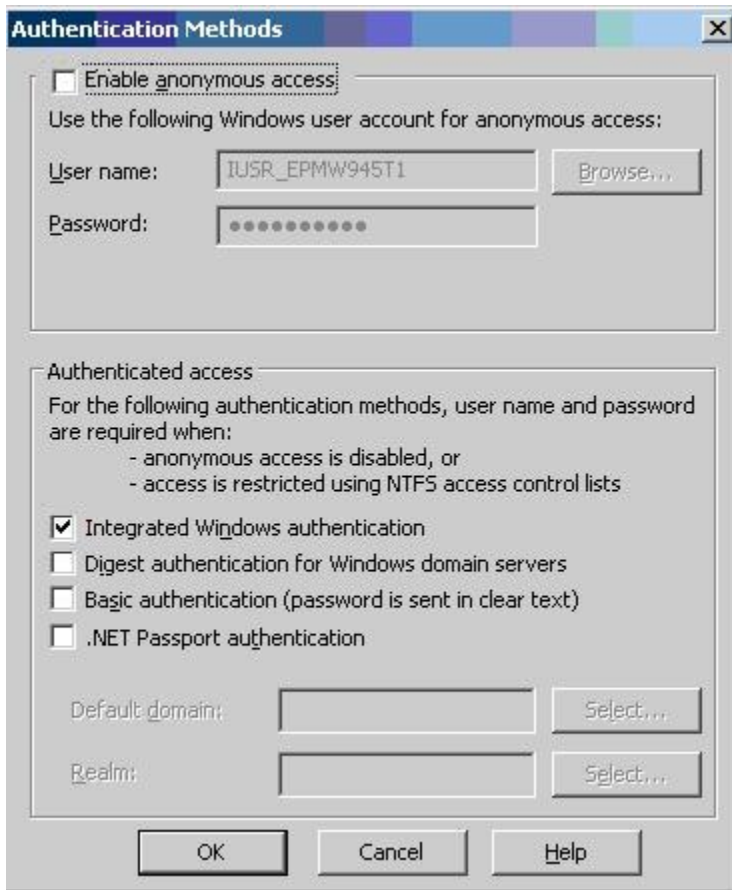 Authentication Methods
Enable anonymous access
Use the following Windows user account for anonymous access:
User name:
IUSR_EPMW945T1
Browse...
Password:
●●●●●●●●●●
Authenticated access
For the following authentication methods, user name and password
are required when:
- anonymous access is disabled, or
- access is restricted using NTFS access control lists
Integrated Windows authentication
Digest authentication for Windows domain servers
Basic authentication (password is sent in clear text)
.NET Passport authentication
Default domain:
Select...
Realm:
Select...
OK
Cancel
Help